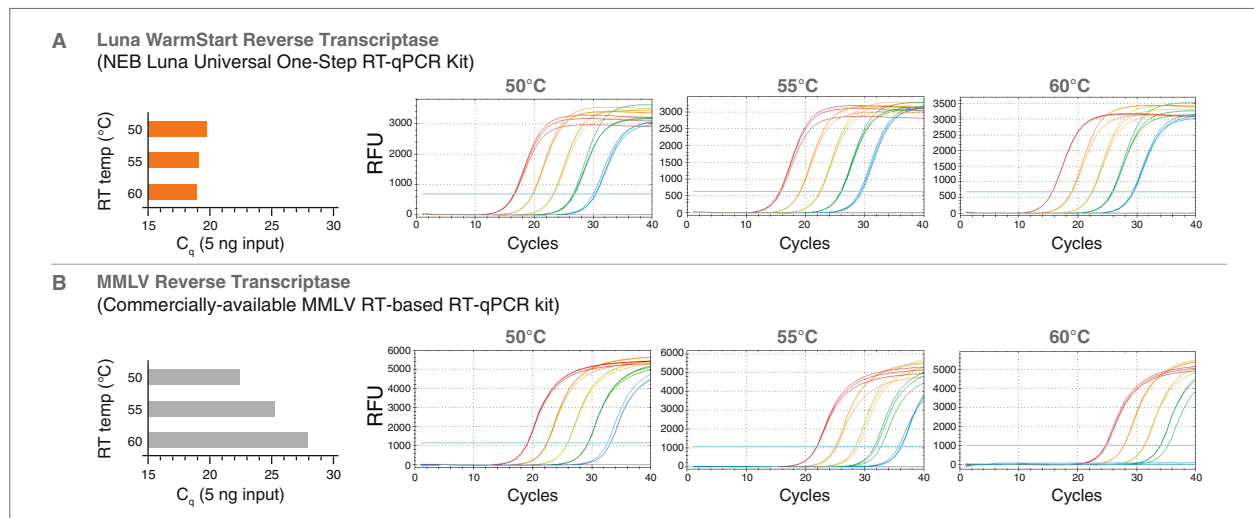 A Luna WarmStart Reverse Transcriptase
(NEB Luna Universal One-Step RT-qPCR Kit)
RT temp (°C)
50
55
60
15 20 25 30
Cq (5 ng input)
50°C
RFU
3000
2000
1000
0
0 10 20 30 40
Cycles
55°C
3000
2500
2000
1500
1000
500
0
0 10 20 30 40
Cycles
60°C
3500
3000
2500
2000
1500
1000
500
0
0 10 20 30 40
Cycles
B MMLV Reverse Transcriptase
(Commercially-available MMLV RT-based RT-qPCR kit)
RT temp (°C)
50
55
60
15 20 25 30
Cq (5 ng input)
50°C
RFU
6000
5000
4000
3000
2000
1000
0
0 10 20 30 40
Cycles
55°C
6000
5000
4000
3000
2000
1000
0
0 10 20 30 40
Cycles
60°C
6000
5000
4000
3000
2000
1000
0
0 10 20 30 40
Cycles